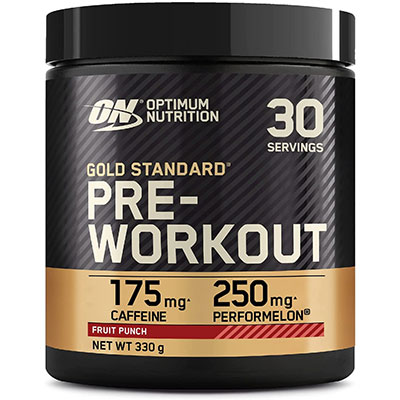 ON OPTIMUM
NUTRITION
30
SERVINGS
GOLD STANDARD®
PRE-
WORKOUT
175mg^ 250mg^
CAFFEINE PERFORMELON®
FRUIT PUNCH
NET WT 330 g